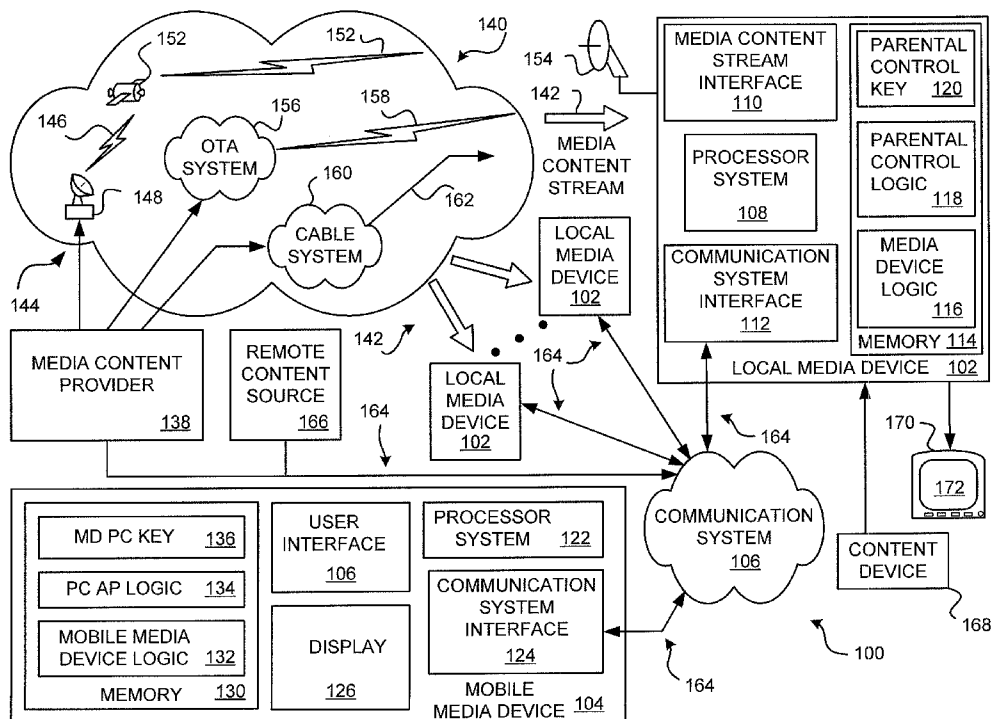 152
152
140
154
146
156
158
142
OTA
SYSTEM
MEDIA
CONTENT
STREAM
148
160
162
CABLE
SYSTEM
144
142
MEDIA CONTENT
STREAM
INTERFACE
110
PROCESSOR
SYSTEM
108
COMMUNICATION
SYSTEM
INTERFACE
112
PARENTAL
CONTROL
KEY
120
PARENTAL
CONTROL
LOGIC
118
MEDIA
DEVICE
LOGIC
116
MEMORY 114
LOCAL MEDIA DEVICE 102
LOCAL
MEDIA
DEVICE
102
LOCAL
MEDIA
DEVICE
102
164
164
164
164
MEDIA CONTENT
PROVIDER
138
REMOTE
CONTENT
SOURCE
166
170
172
COMMUNICATION
SYSTEM
106
CONTENT
DEVICE
168
100
164
MD PC KEY 136
PC AP LOGIC 134
MOBILE MEDIA
DEVICE LOGIC 132
MEMORY 130
USER
INTERFACE
106
DISPLAY
126
PROCESSOR
SYSTEM 122
COMMUNICATION
SYSTEM
INTERFACE
124
MOBILE
MEDIA DEVICE 104